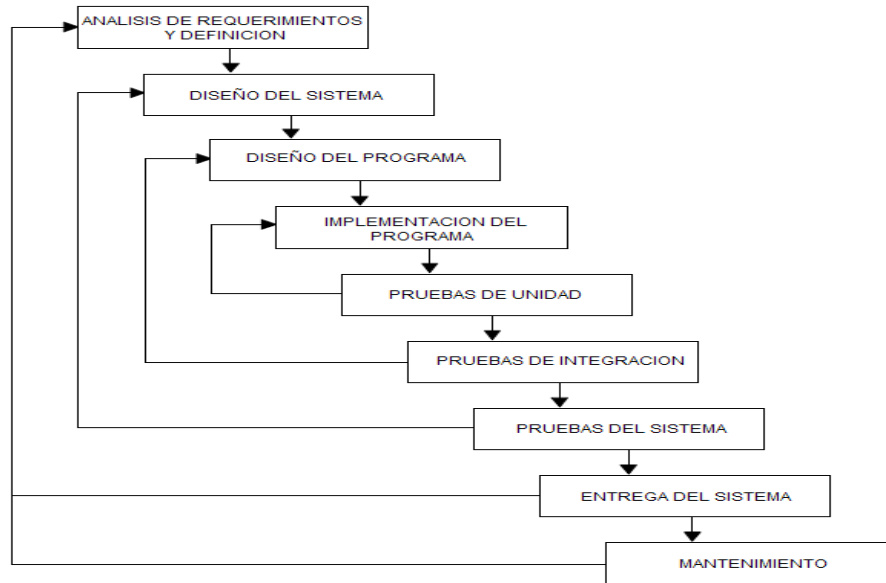 ANALISIS DE REQUERIMIENTOS
Y DEFINICION
DISEÑO DEL SISTEMA
DISEÑO DEL PROGRAMA
IMPLEMENTACION DEL
PROGRAMA
PRUEBAS DE UNIDAD
PRUEBAS DE INTEGRACION
PRUEBAS DEL SISTEMA
ENTREGA DEL SISTEMA
MANTENIMIENTO